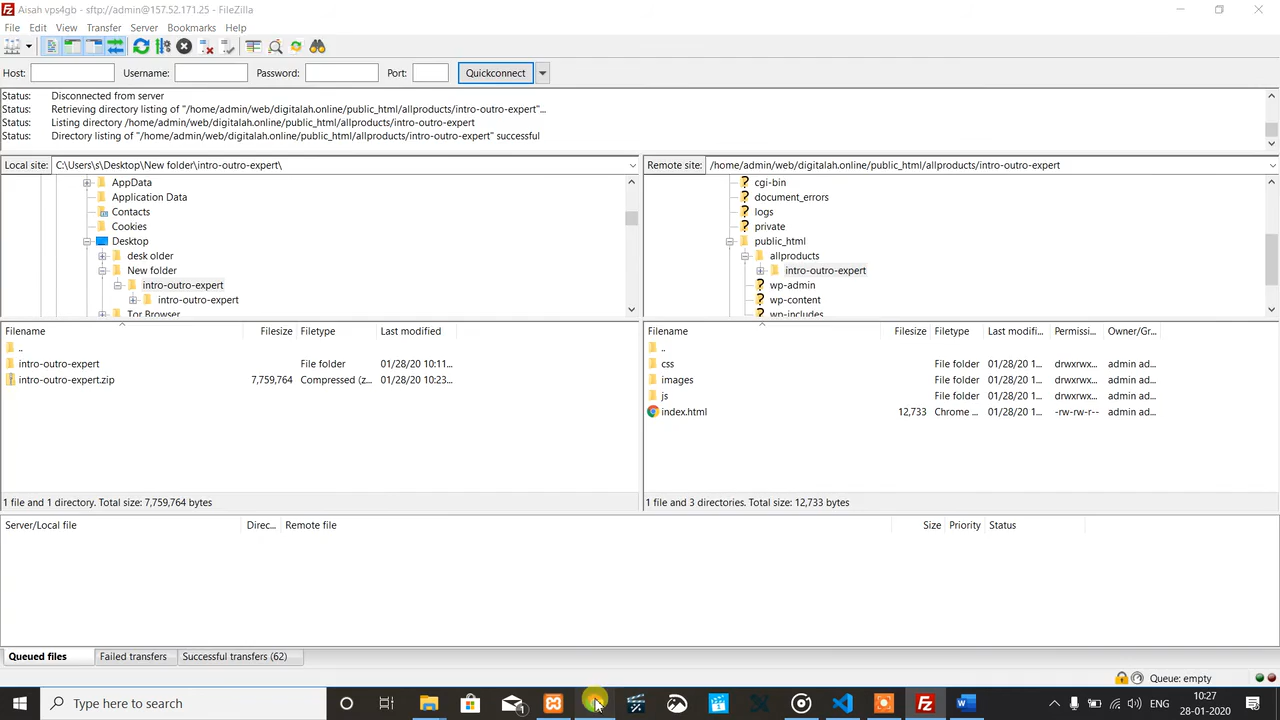 Aisah vps4gb - sftp://admin@157.52.171.25 - FileZilla
File Edit View Transfer Server Bookmarks Help
Host: Username: Password: Port: Quickconnect
Status: Disconnected from server
Status: Retrieving directory listing of "/home/admin/web/digitalah.online/public_html/allproducts/intro-outro-expert"...
Status: Listing directory /home/admin/web/digitalah.online/public_html/allproducts/intro-outro-expert
Status: Directory listing of "/home/admin/web/digitalah.online/public_html/allproducts/intro-outro-expert" successful
Local site: C:\Users\s\Desktop\New folder\intro-outro-expert\
AppData
Application Data
Contacts
Cookies
Desktop
desk older
New folder
intro-outro-expert
intro-outro-expert
Tor Browser
Filename Filesize Filetype Last modified
..
intro-outro-expert File folder 01/28/20 10:11...
intro-outro-expert.zip 7,759,764 Compressed (z... 01/28/20 10:23...
1 file and 1 directory. Total size: 7,759,764 bytes
Remote site: /home/admin/web/digitalah.online/public_html/allproducts/intro-outro-expert
cgi-bin
document_errors
logs
private
public_html
allproducts
intro-outro-expert
wp-admin
wp-content
wp-includes
Filename Filesize Filetype Last modifi... Permissi... Owner/Gr...
..
css File folder 01/28/20 1... drwxrwx... admin ad...
images File folder 01/28/20 1... drwxrwx... admin ad...
js File folder 01/28/20 1... drwxrwx... admin ad...
index.html 12,733 Chrome ... 01/28/20 1... -rw-rw-r-- admin ad...
1 file and 3 directories. Total size: 12,733 bytes
Server/Local file Direc... Remote file Size Priority Status
Queued files Failed transfers Successful transfers (62)
Queue: empty
Type here to search
ENG
10:27
28-01-2020